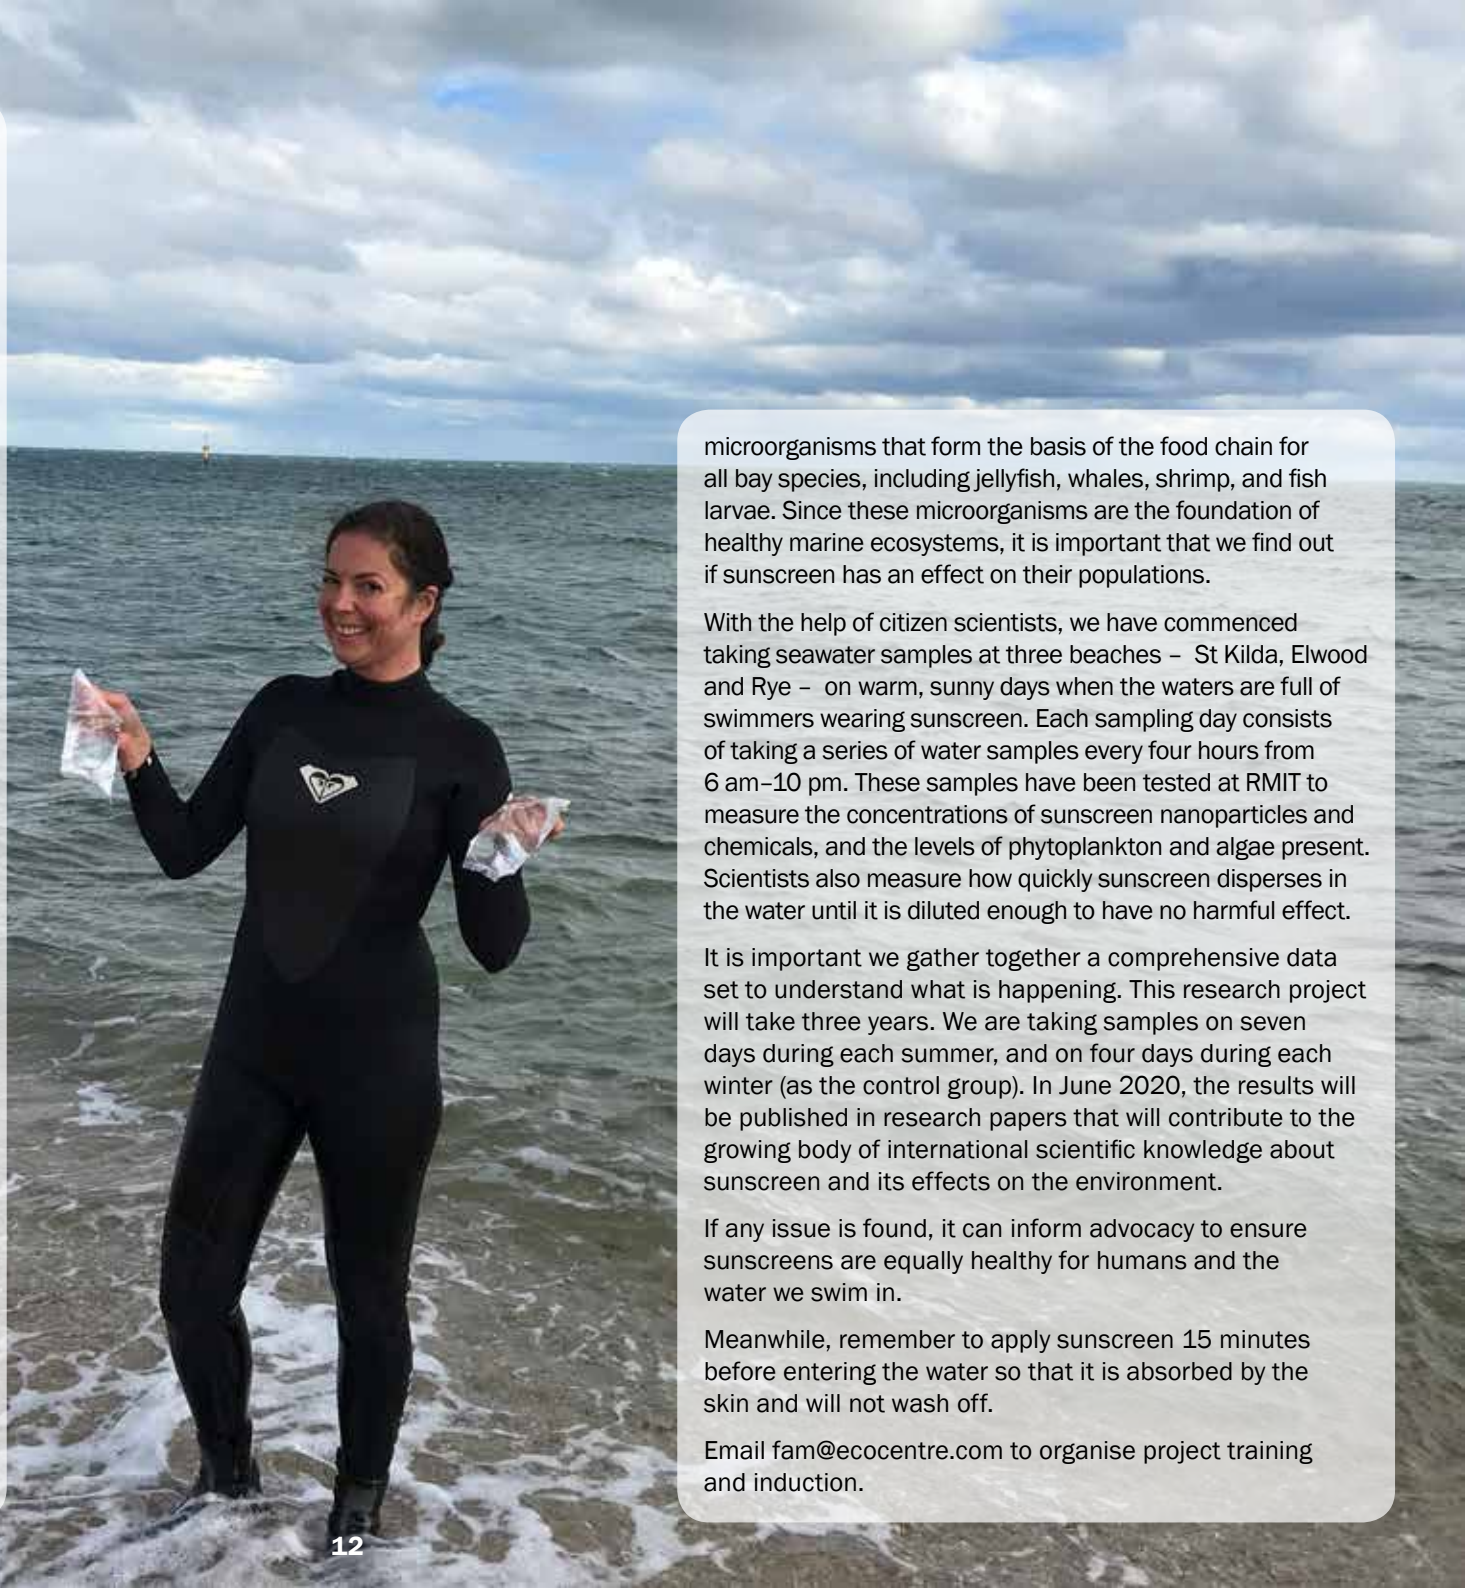 microorganisms that form the basis of the food chain for
all bay species, including jellyfish, whales, shrimp, and fish
larvae. Since these microorganisms are the foundation of
healthy marine ecosystems, it is important that we find out
if sunscreen has an effect on their populations.
With the help of citizen scientists, we have commenced
taking seawater samples at three beaches – St Kilda, Elwood
and Rye – on warm, sunny days when the waters are full of
swimmers wearing sunscreen. Each sampling day consists
of taking a series of water samples every four hours from
6 am–10 pm. These samples have been tested at RMIT to
measure the concentrations of sunscreen nanoparticles and
chemicals, and the levels of phytoplankton and algae present.
Scientists also measure how quickly sunscreen disperses in
the water until it is diluted enough to have no harmful effect.
It is important we gather together a comprehensive data
set to understand what is happening. This research project
will take three years. We are taking samples on seven
days during each summer, and on four days during each
winter (as the control group). In June 2020, the results will
be published in research papers that will contribute to the
growing body of international scientific knowledge about
sunscreen and its effects on the environment.
If any issue is found, it can inform advocacy to ensure
sunscreens are equally healthy for humans and the
water we swim in.
Meanwhile, remember to apply sunscreen 15 minutes
before entering the water so that it is absorbed by the
skin and will not wash off.
Email fam@ecocentre.com to organise project training
and induction.
12